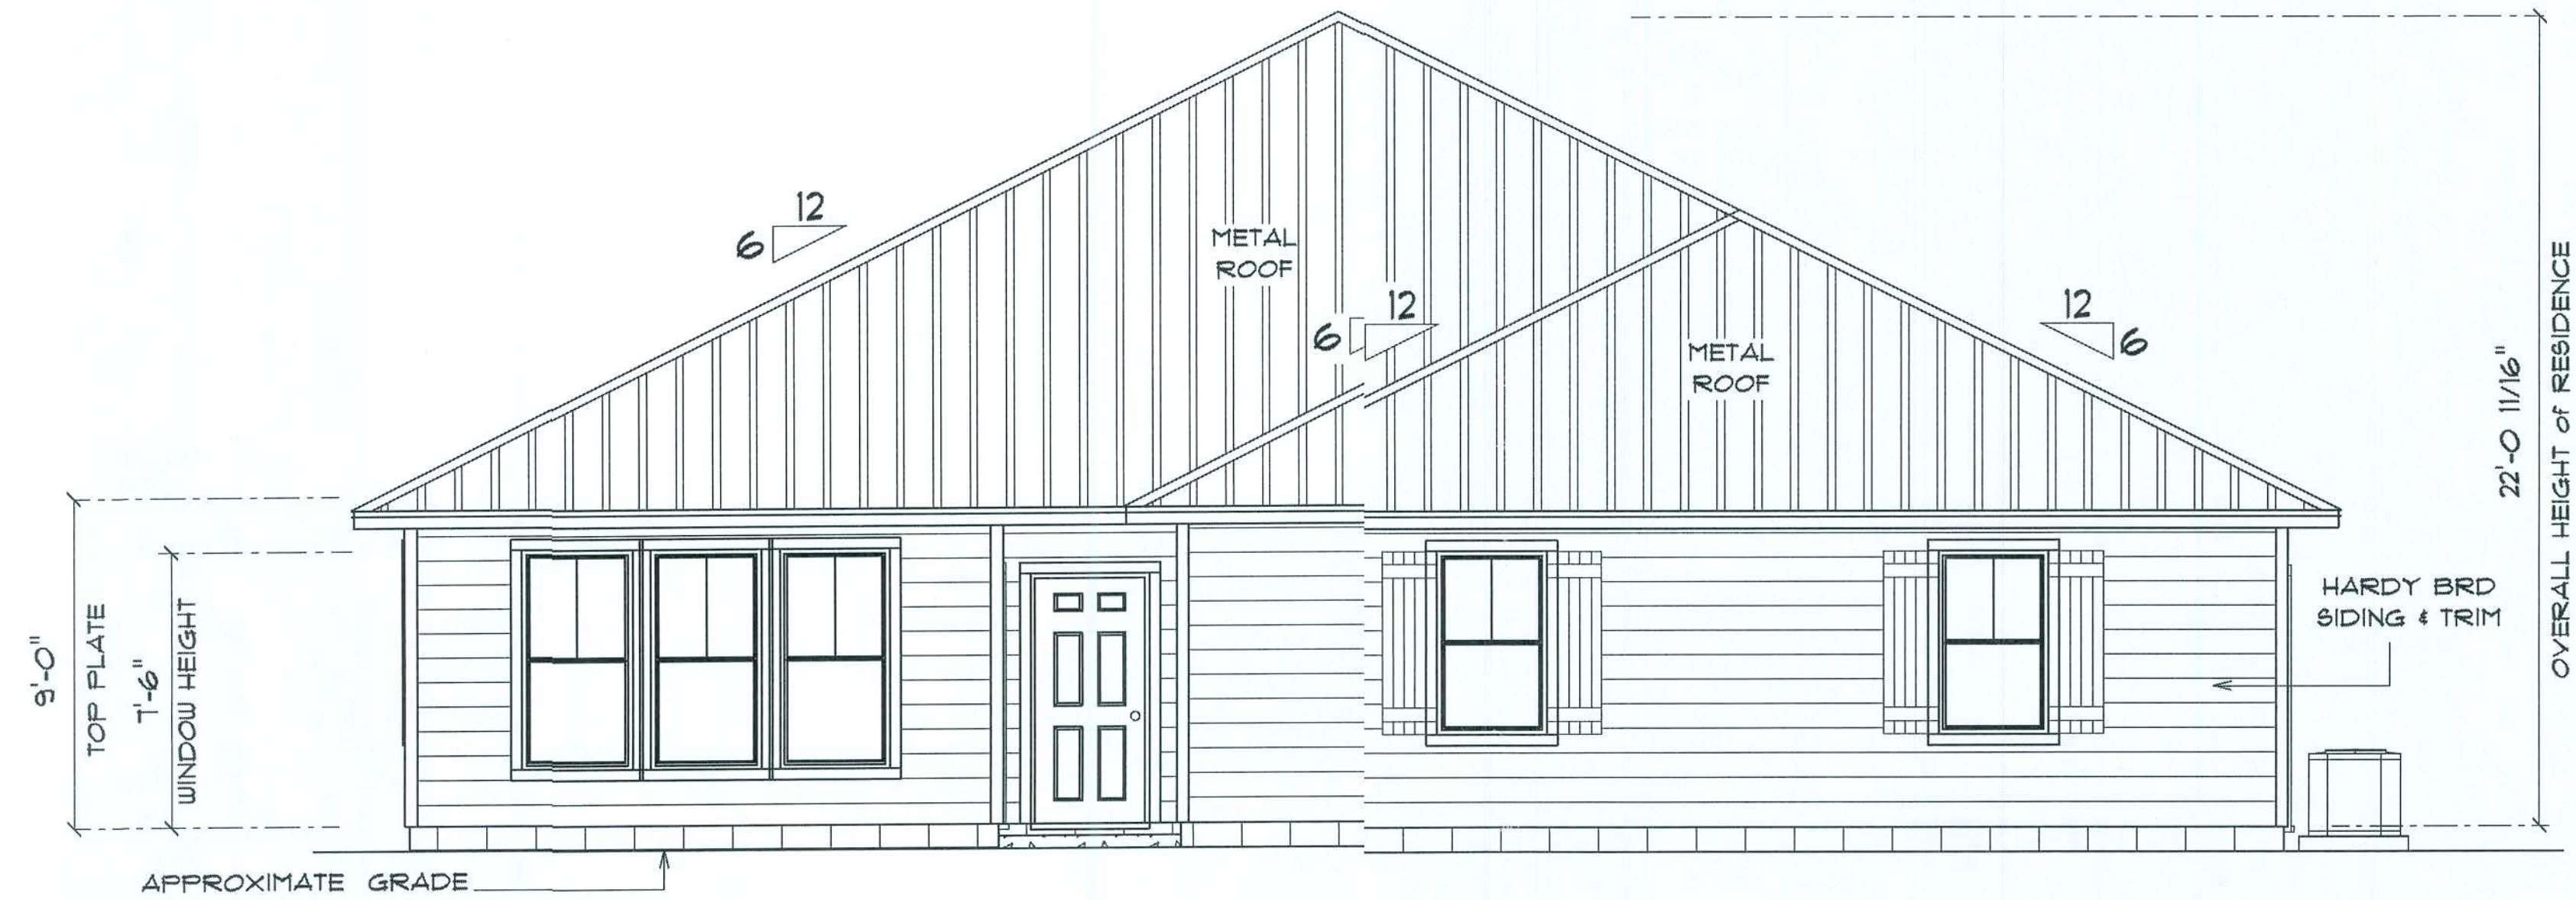 12
6
METAL
ROOF
12
6
METAL
ROOF
12
6
22'-0 11/16"
OVERALL HEIGHT of RESIDENCE
9'-0"
TOP PLATE
7'-6"
WINDOW HEIGHT
HARDY BRD
SIDING & TRIM
APPROXIMATE GRADE